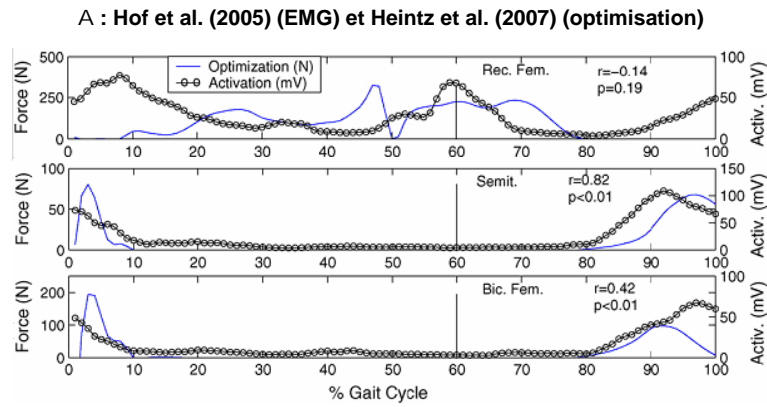 A : Hof et al. (2005) (EMG) et Heintz et al. (2007) (optimisation)
Optimization (N)
Activation (mV)
Rec. Fem.
r=−0.14
p=0.19
Force (N)
500
250
0
Activ. (mV)
100
50
0
0 10 20 30 40 50 60 70 80 90 100
Semit.
r=0.82
p<0.01
Force (N)
100
50
0
Activ. (mV)
150
100
50
0
0 10 20 30 40 50 60 70 80 90 100
Bic. Fem.
r=0.42
p<0.01
Force (N)
200
100
0
Activ. (mV)
100
50
0
0 10 20 30 40 50 60 70 80 90 100
% Gait Cycle